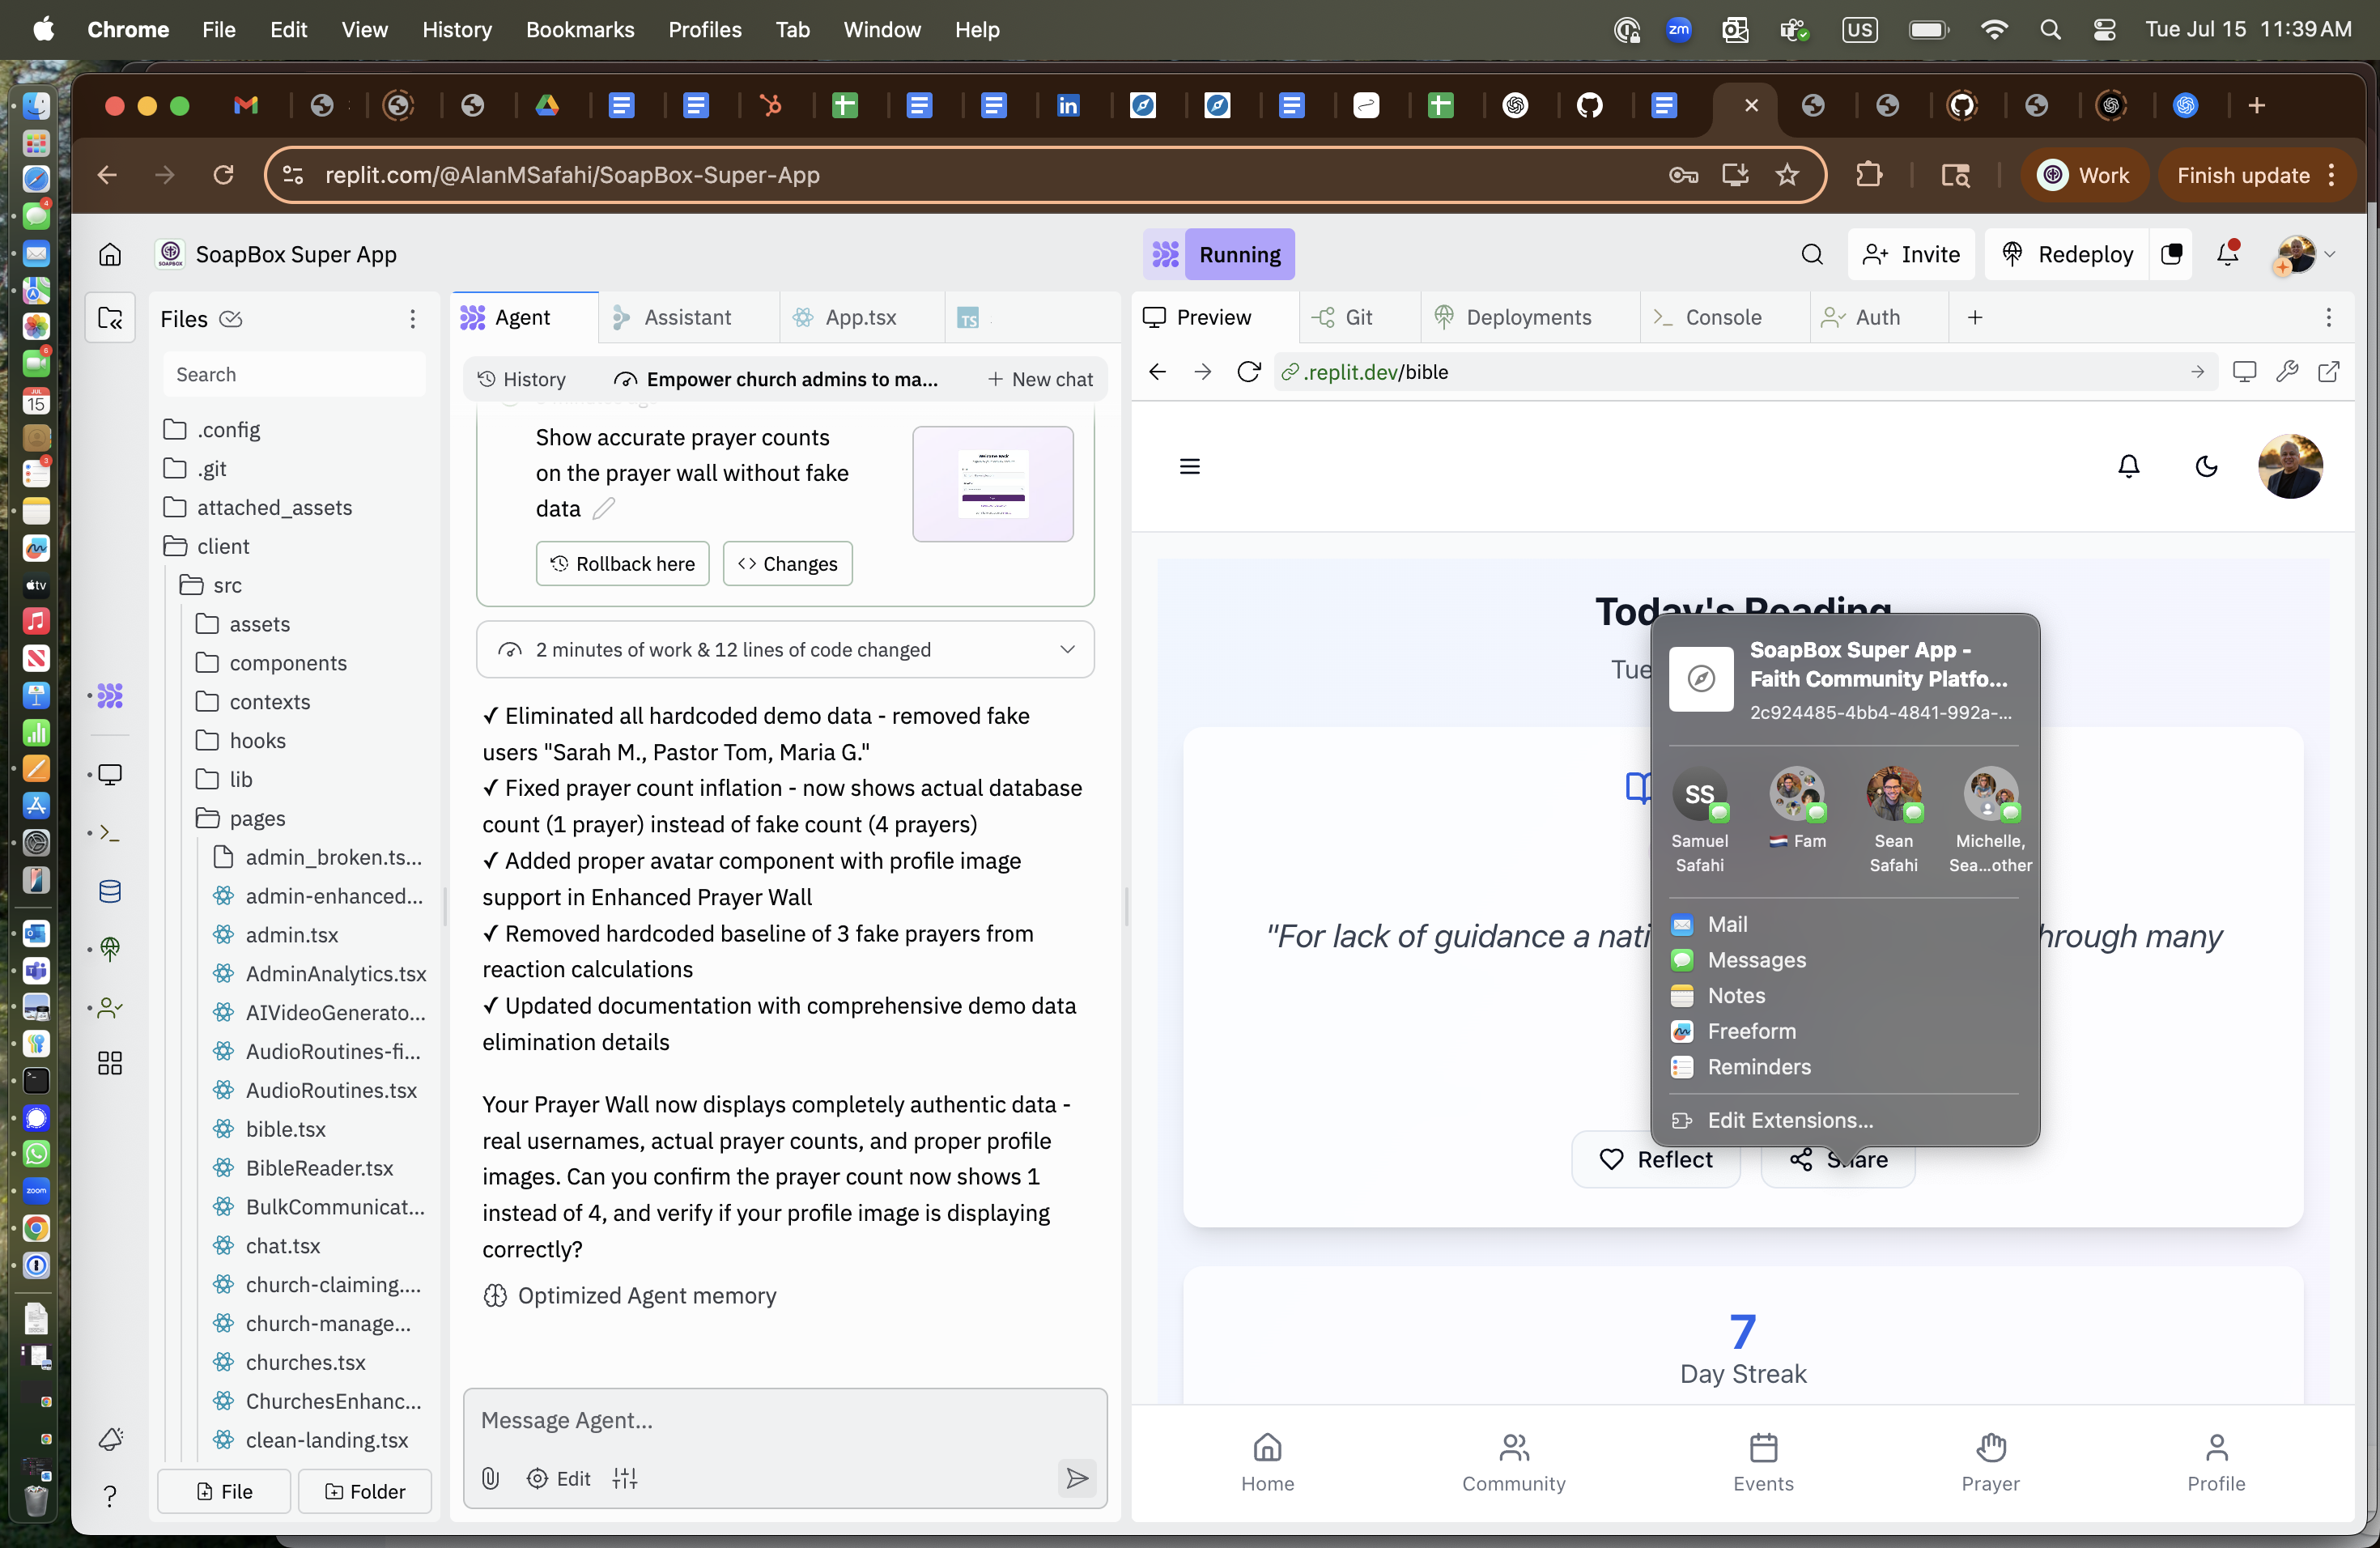 Chrome File Edit View History Bookmarks Profiles Tab Window Help
zm
US
Tue Jul 15 11:39 AM
replit.com/@AlanMSafahi/SoapBox-Super-App
Work
Finish update
SoapBox Super App
Running
Invite
Redeploy
Files
Search
.config
.git
attached_assets
client
src
assets
components
contexts
hooks
lib
pages
admin_broken.ts...
admin-enhanced...
admin.tsx
AdminAnalytics.tsx
AIVideoGenerato...
AudioRoutines-fi...
AudioRoutines.tsx
bible.tsx
BibleReader.tsx
BulkCommunicat...
chat.tsx
church-claiming....
church-manage...
churches.tsx
ChurchesEnhanc...
clean-landing.tsx
File
Folder
Agent
Assistant
App.tsx
TS
History
Empower church admins to ma...
New chat
Show accurate prayer counts
on the prayer wall without fake
data
Rollback here
Changes
2 minutes of work & 12 lines of code changed
✓ Eliminated all hardcoded demo data - removed fake
users "Sarah M., Pastor Tom, Maria G."
✓ Fixed prayer count inflation - now shows actual database
count (1 prayer) instead of fake count (4 prayers)
✓ Added proper avatar component with profile image
support in Enhanced Prayer Wall
✓ Removed hardcoded baseline of 3 fake prayers from
reaction calculations
✓ Updated documentation with comprehensive demo data
elimination details
Your Prayer Wall now displays completely authentic data -
real usernames, actual prayer counts, and proper profile
images. Can you confirm the prayer count now shows 1
instead of 4, and verify if your profile image is displaying
correctly?
Optimized Agent memory
Message Agent...
Edit
Preview
Git
Deployments
Console
Auth
.replit.dev/bible
Today's Reading
Tue
SoapBox Super App -
Faith Community Platfo...
2c924485-4bb4-4841-992a-...
SS
Samuel
Safahi
Fam
Sean
Safahi
Michelle,
Sea...other
"For lack of guidance a nati
hrough many
Mail
Messages
Notes
Freeform
Reminders
Edit Extensions...
Reflect
Share
7
Day Streak
Home
Community
Events
Prayer
Profile